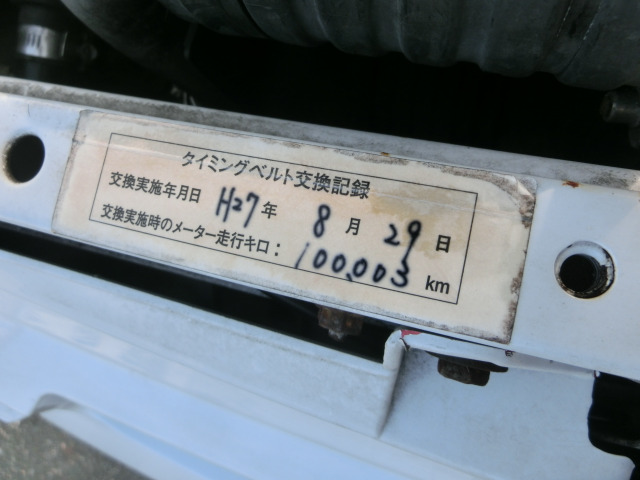 タイミングベルト交換記録
交換実施年月日 H27年 8月 29日
交換実施時のメーター走行キロ： 100,003 km